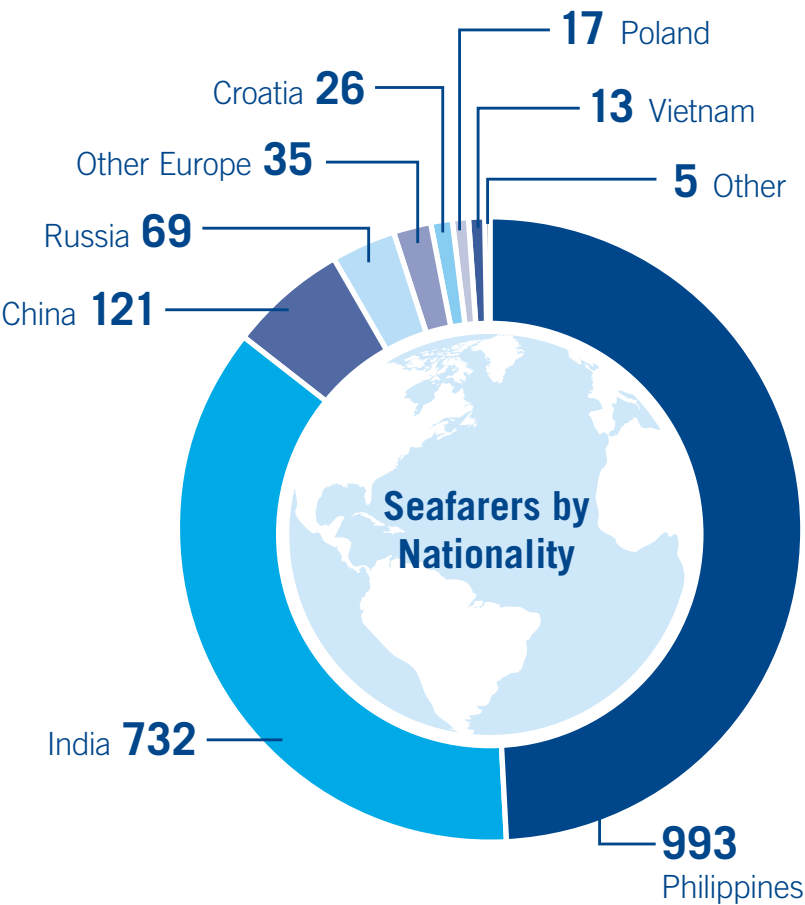 17 Poland
Croatia 26
13 Vietnam
Other Europe 35
5 Other
Russia 69
China 121
Seafarers by
Nationality
India 732
993
Philippines